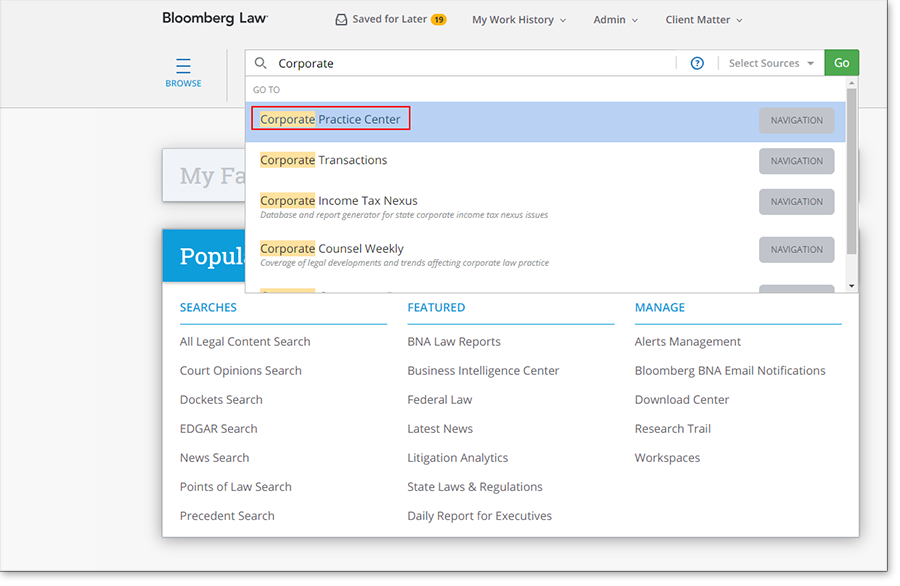 Bloomberg Law
Saved for Later 19 My Work History Admin Client Matter
BROWSE
Corporate ? Select Sources Go
GO TO
Corporate Practice Center NAVIGATION
Corporate Transactions NAVIGATION
Corporate Income Tax Nexus NAVIGATION
Database and report generator for state corporate income tax nexus issues
Corporate Counsel Weekly NAVIGATION
Coverage of legal developments and trends affecting corporate law practice
My Fa
Popul
SEARCHES FEATURED MANAGE
All Legal Content Search BNA Law Reports Alerts Management
Court Opinions Search Business Intelligence Center Bloomberg BNA Email Notifications
Dockets Search Federal Law Download Center
EDGAR Search Latest News Research Trail
News Search Litigation Analytics Workspaces
Points of Law Search State Laws & Regulations
Precedent Search Daily Report for Executives